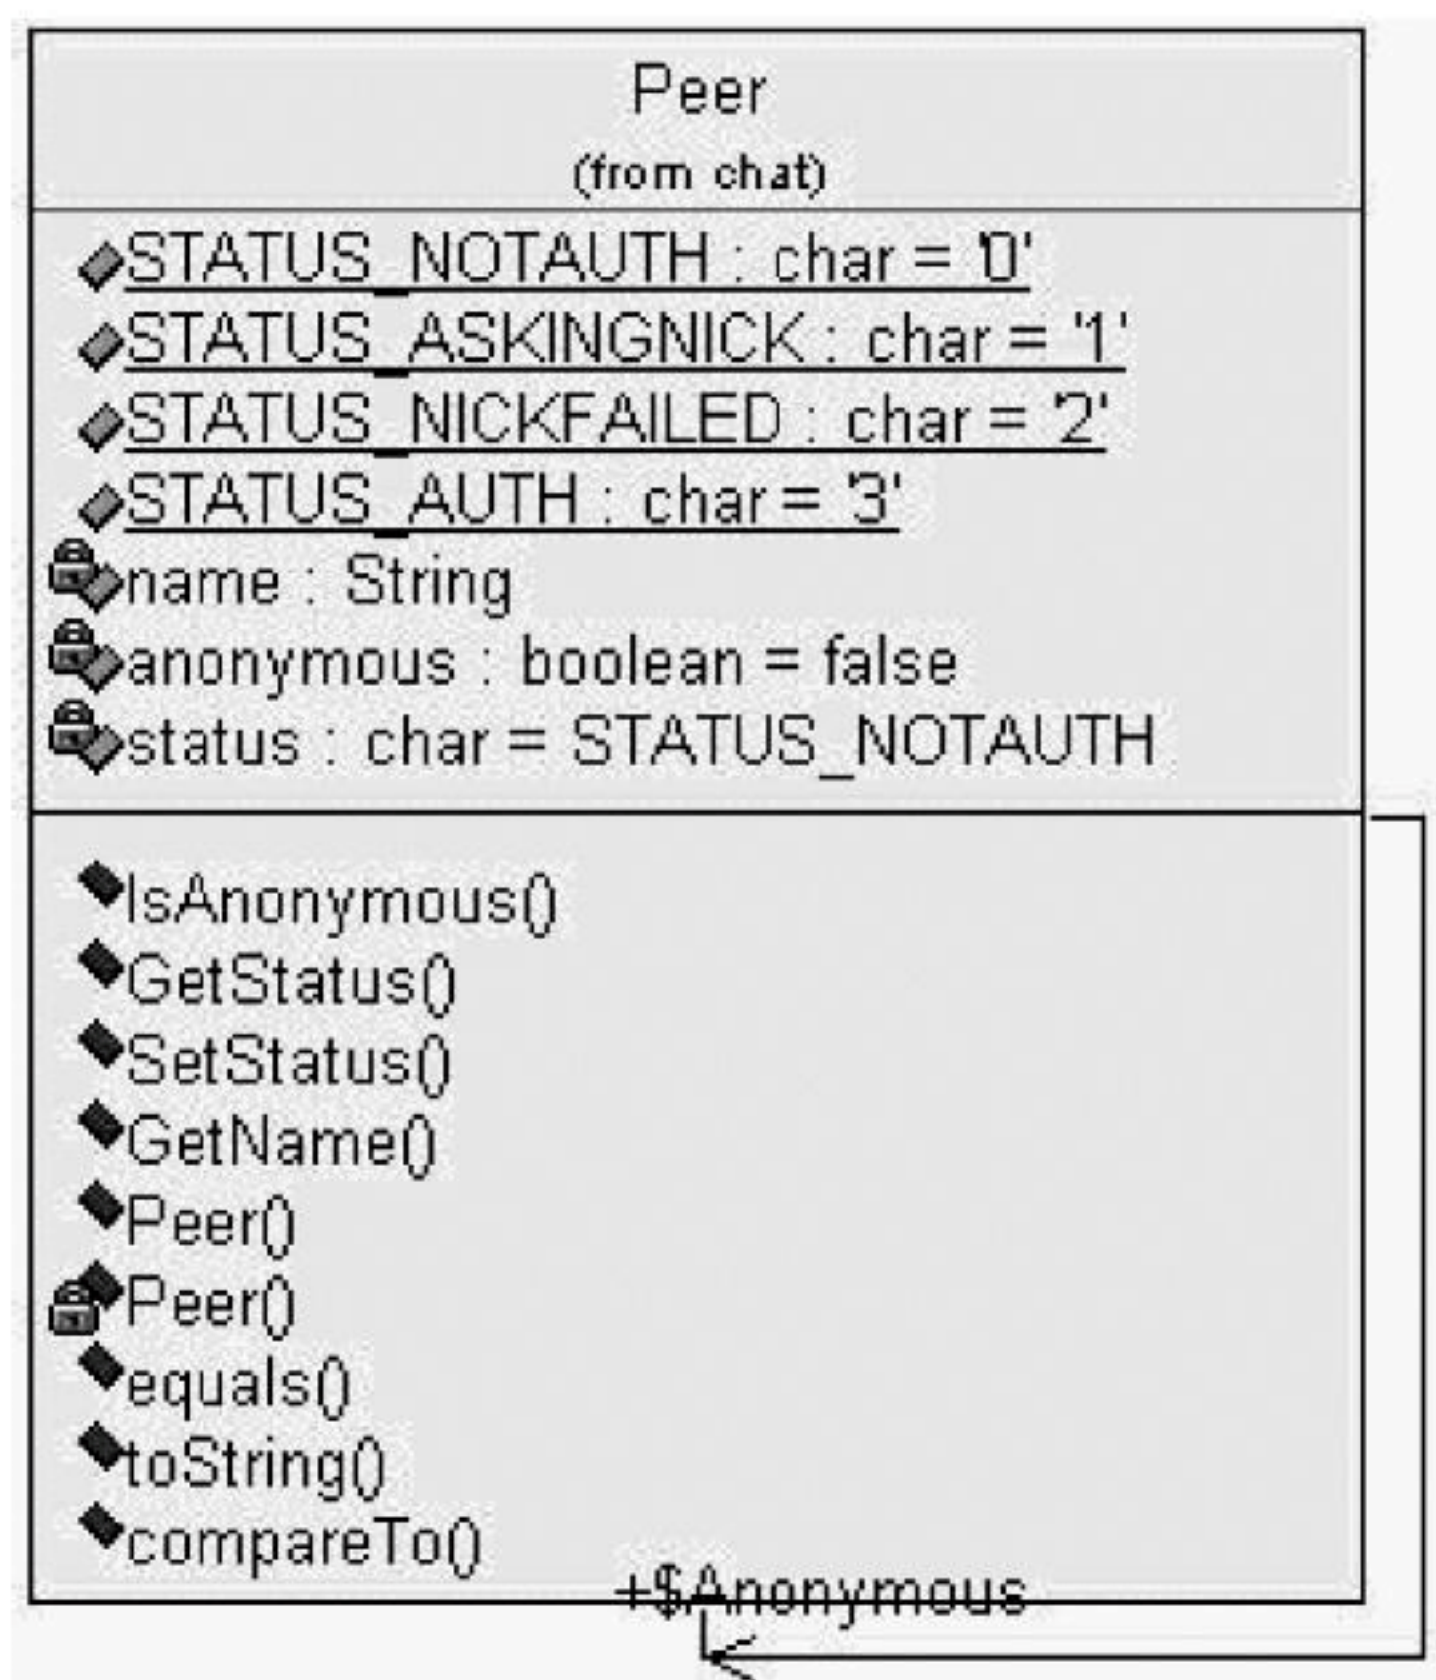 Peer
(from chat)
STATUS_NOTAUTH : char = '0'
STATUS_ASKINGNICK : char = '1'
STATUS_NICKFAILED : char = '2'
STATUS_AUTH : char = '3'
name : String
anonymous : boolean = false
status : char = STATUS_NOTAUTH
IsAnonymous()
GetStatus()
SetStatus()
GetName()
Peer()
Peer()
equals()
toString()
compareTo()
+$Anonymous